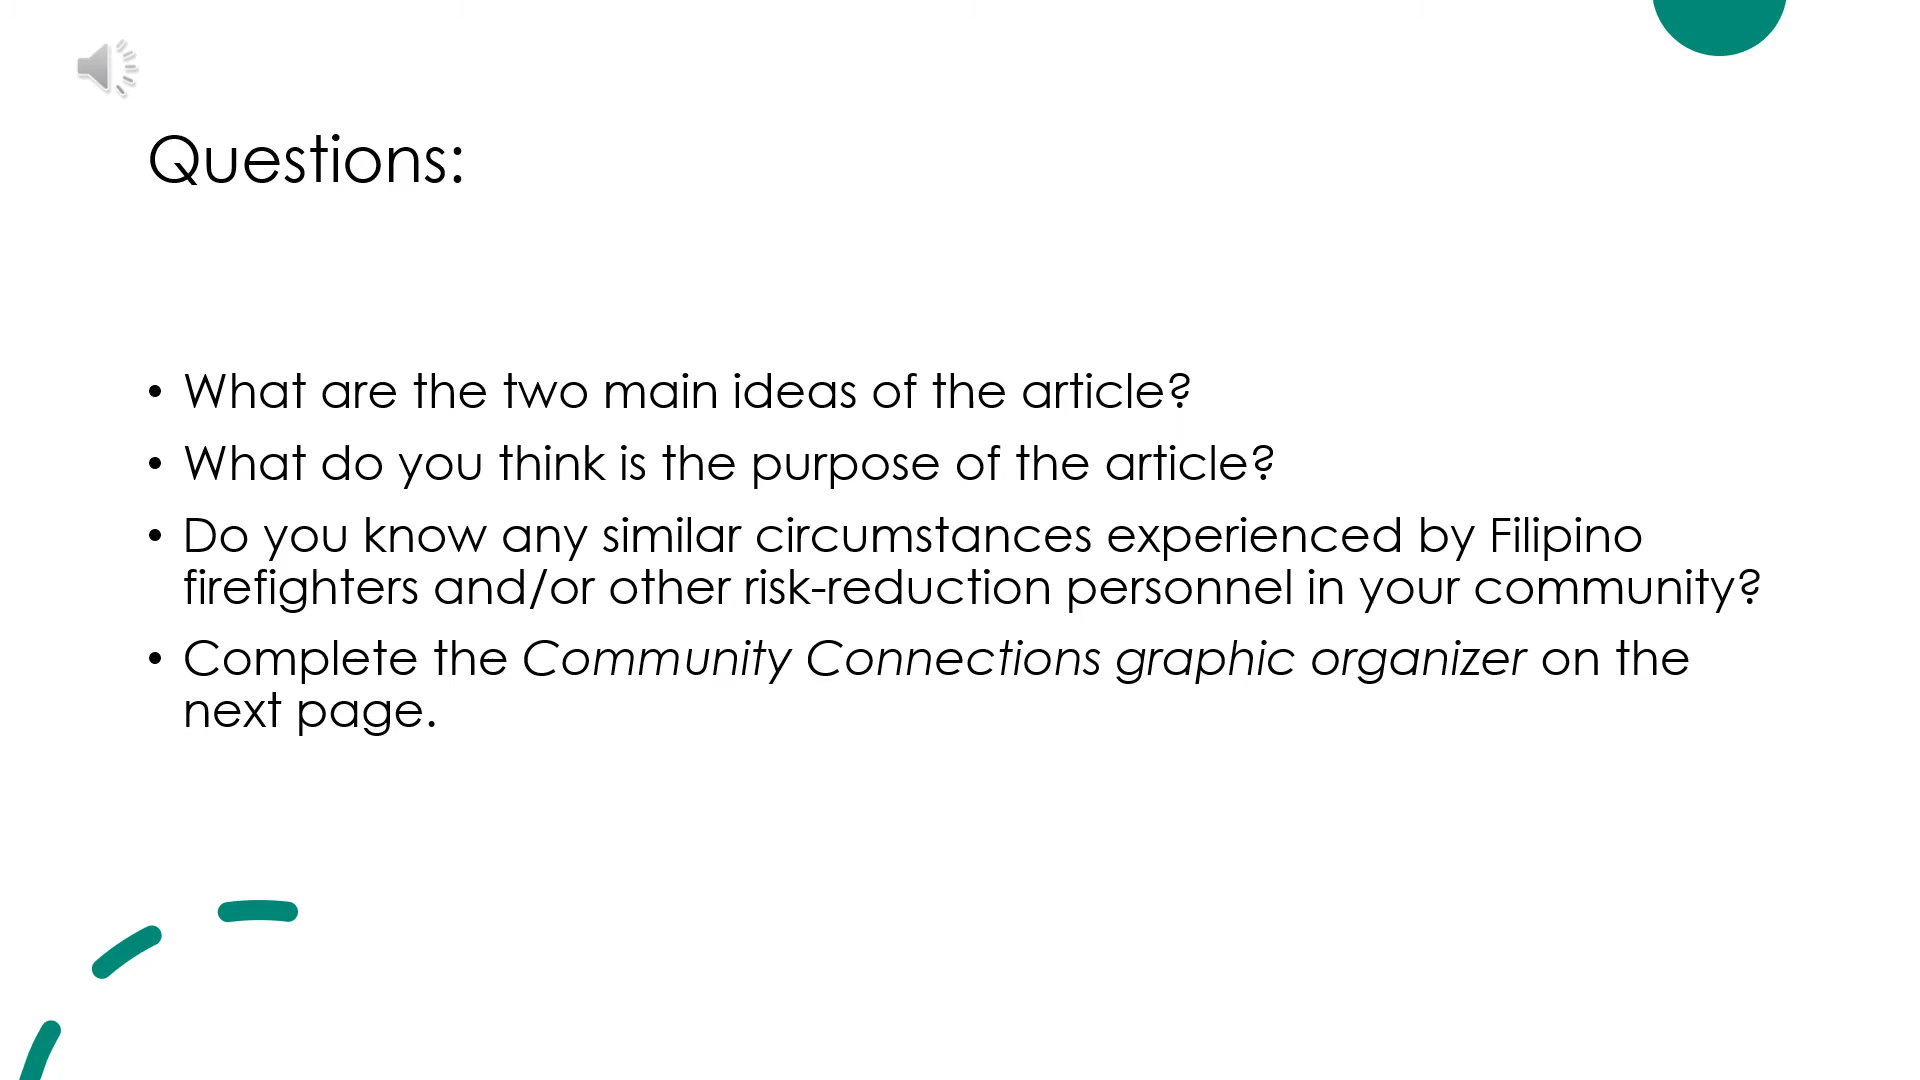 Questions:
• What are the two main ideas of the article?
• What do you think is the purpose of the article?
• Do you know any similar circumstances experienced by Filipino
firefighters and/or other risk-reduction personnel in your community?
• Complete the Community Connections graphic organizer on the
next page.